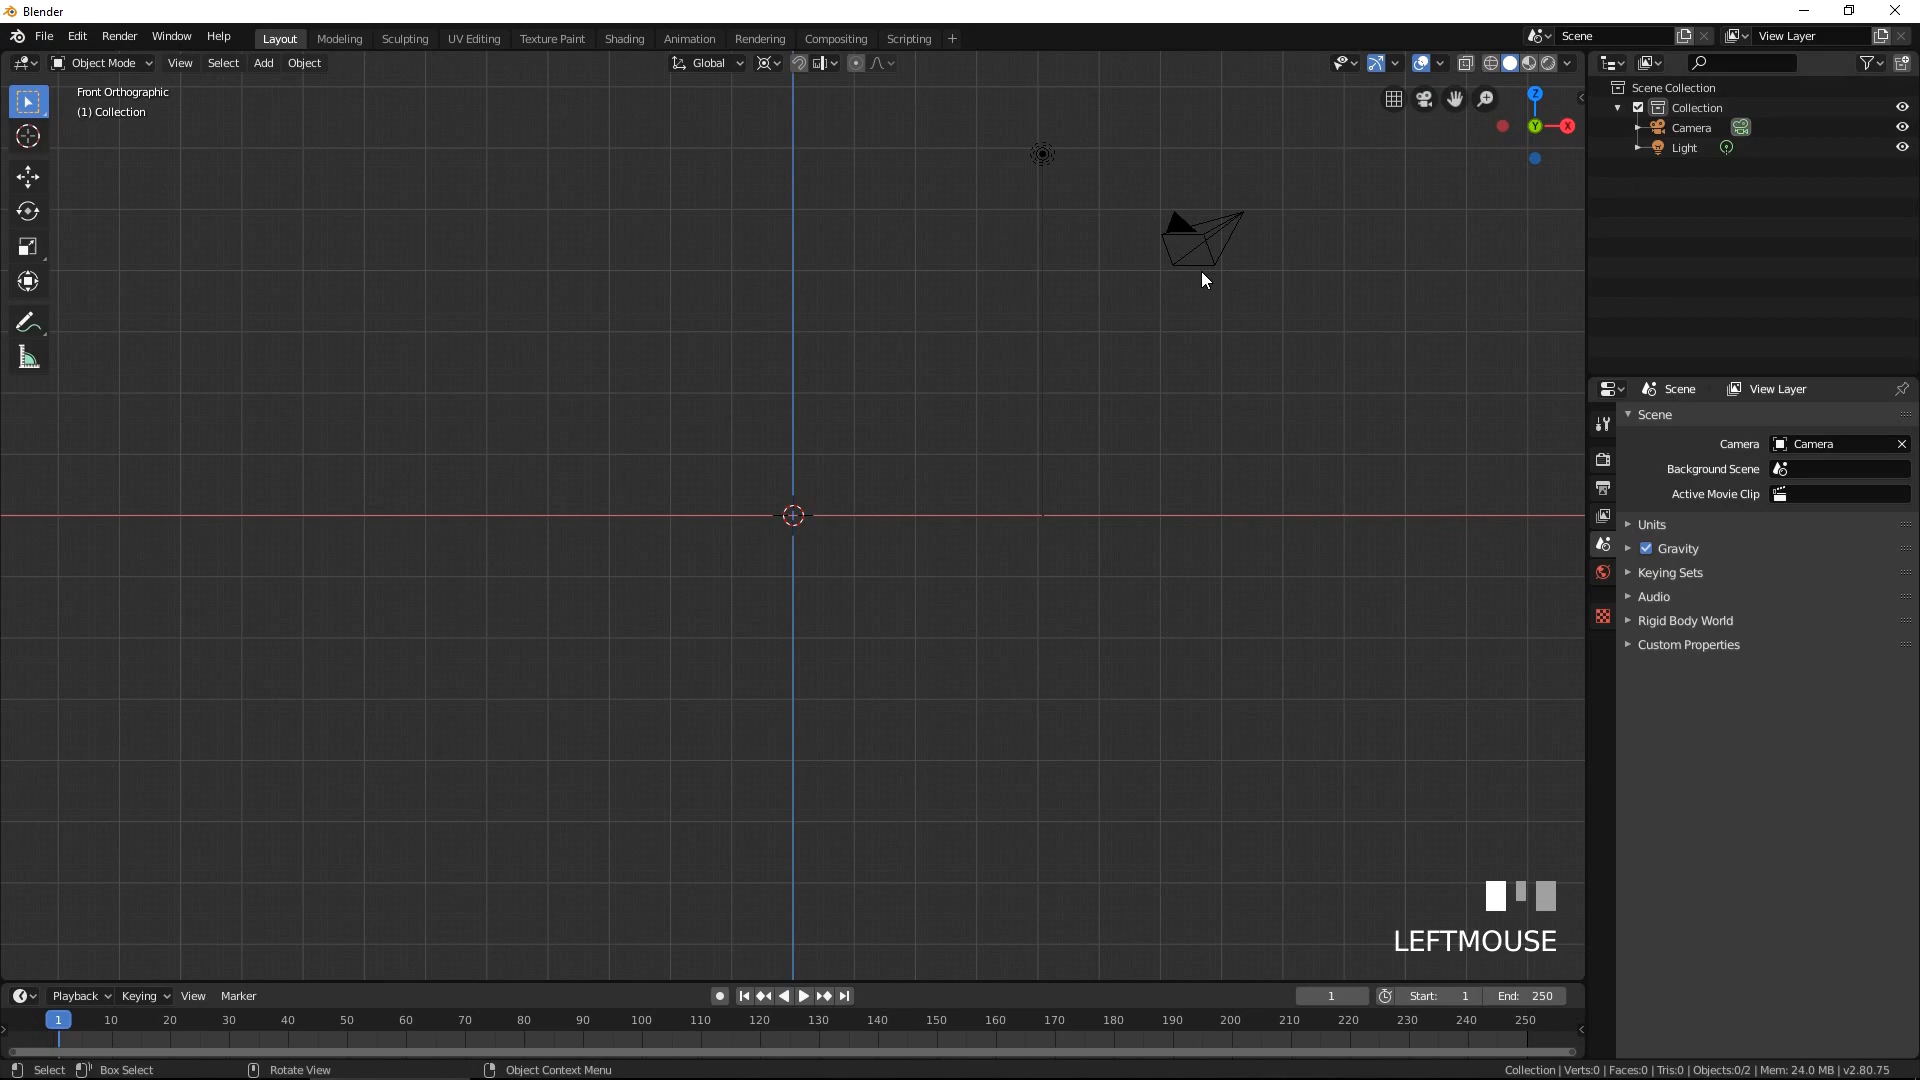 Blender
File Edit Render Window Help Layout Modeling Sculpting UV Editing Texture Paint Shading Animation Rendering Compositing Scripting + Scene View Layer
Object Mode View Select Add Object Global
Front Orthographic
(1) Collection
Z
Y
X
Scene Collection
Collection
Camera
Light
Scene View Layer
Scene
Camera Camera
Background Scene
Active Movie Clip
Units
Gravity
Keying Sets
Audio
Rigid Body World
Custom Properties
LEFTMOUSE
Playback Keying View Marker 1 Start: 1 End: 250
1 10 20 30 40 50 60 70 80 90 100 110 120 130 140 150 160 170 180 190 200 210 220 230 240 250
Select Box Select Rotate View Object Context Menu Collection | Verts:0 | Faces:0 | Tris:0 | Objects:0/2 | Mem: 24.0 MB | v2.80.75